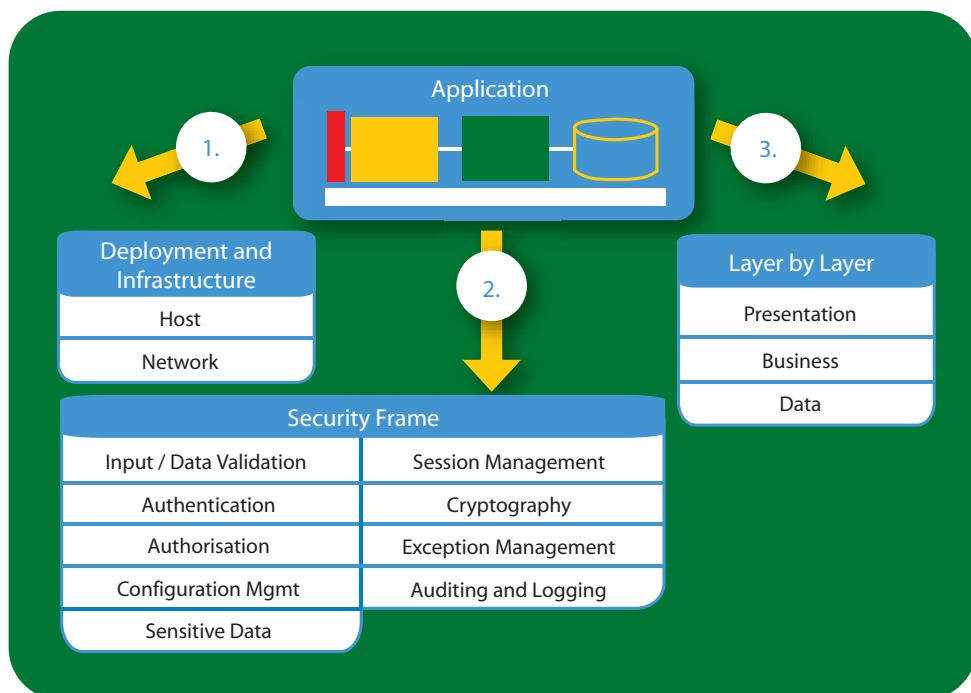 Application
1.
2.
3.
Deployment and
Infrastructure
Host
Network
Layer by Layer
Presentation
Business
Data
Security Frame
Input / Data Validation
Authentication
Authorisation
Configuration Mgmt
Sensitive Data
Session Management
Cryptography
Exception Management
Auditing and Logging